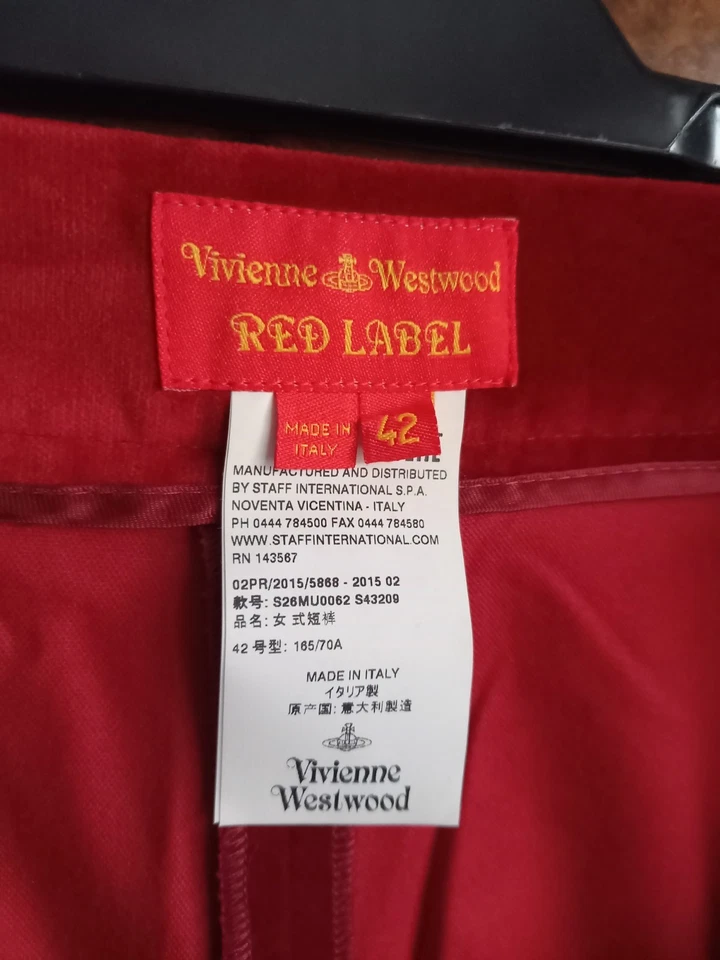 Vivienne Westwood
RED LABEL
MADE IN
ITALY
42
MANUFACTURED AND DISTRIBUTED
BY STAFF INTERNATIONAL S.P.A.
NOVENTA VICENTINA - ITALY
PH 0444 784500 FAX 0444 784580
WWW.STAFFINTERNATIONAL.COM
RN 143567
02PR/2015/5868 - 2015 02
款号: S26MU0062 S43209
品名: 女 式短裤
42 号型: 165/70A
MADE IN ITALY
イタリア製
原产国: 意大利製造
Vivienne
Westwood